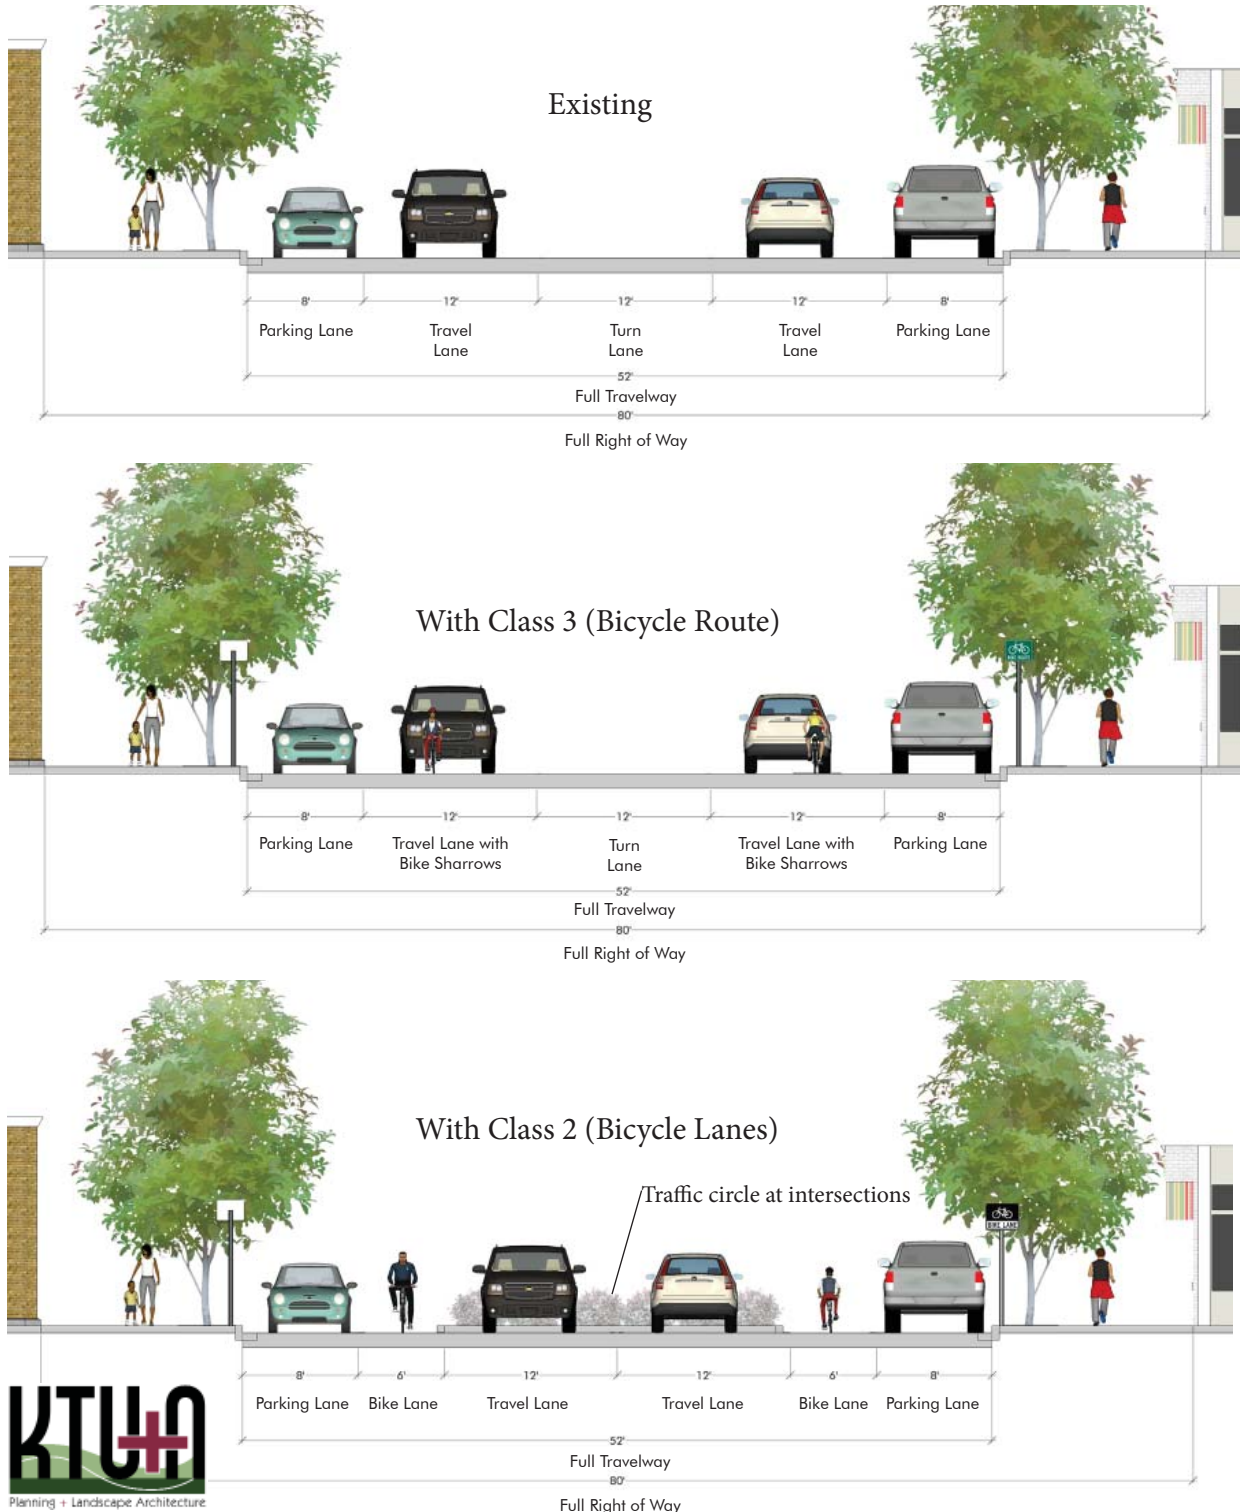 Existing
8' 12' 12' 12' 8'
Parking Lane
Travel
Lane
Turn
Lane
Travel
Lane
Parking Lane
52'
Full Travelway
80'
Full Right of Way
With Class 3 (Bicycle Route)
BIKE ROUTE
8' 12' 12' 12' 8'
Parking Lane
Travel Lane with
Bike Sharrows
Turn
Lane
Travel Lane with
Bike Sharrows
Parking Lane
52'
Full Travelway
80'
Full Right of Way
With Class 2 (Bicycle Lanes)
Traffic circle at intersections
BIKE LANE
8' 6' 12' 12' 6' 8'
Parking Lane Bike Lane Travel Lane Travel Lane Bike Lane Parking Lane
52'
Full Travelway
80'
Full Right of Way
KTU+A
Planning + Landscape Architecture